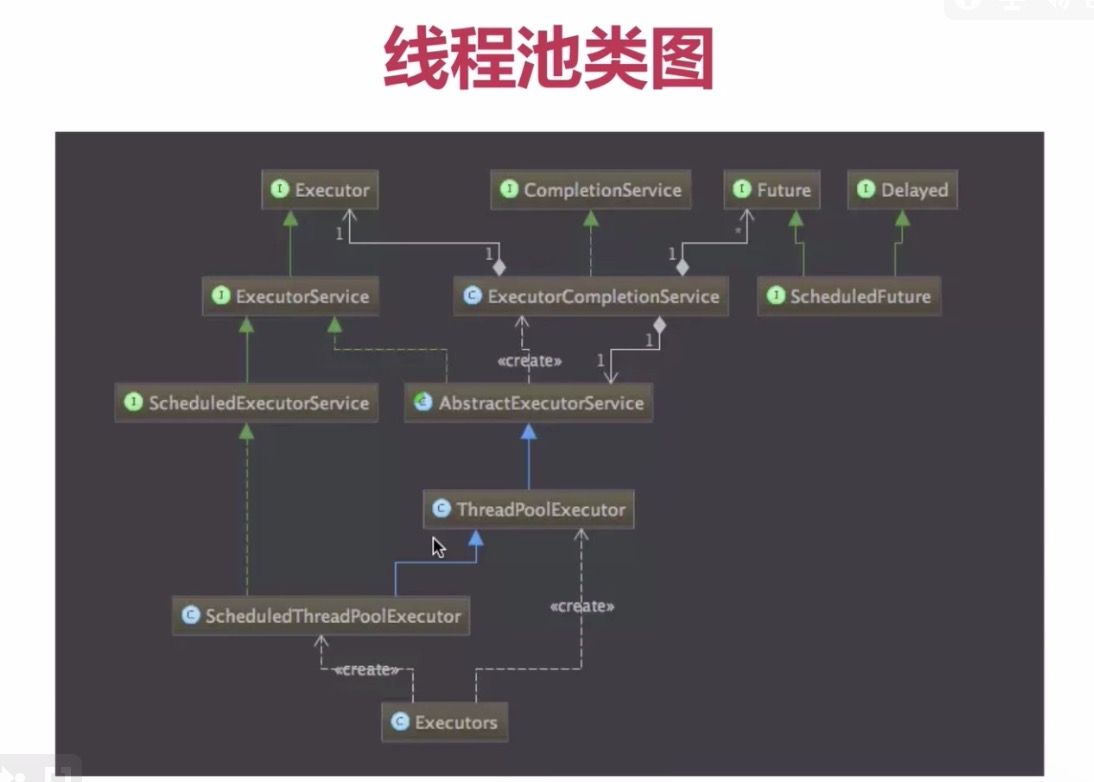 线程池类图
Executor
CompletionService
Future
Delayed
1
1
1
*
ExecutorService
ExecutorCompletionService
ScheduledFuture
«create»
1
1
ScheduledExecutorService
AbstractExecutorService
ThreadPoolExecutor
«create»
ScheduledThreadPoolExecutor
«create»
Executors